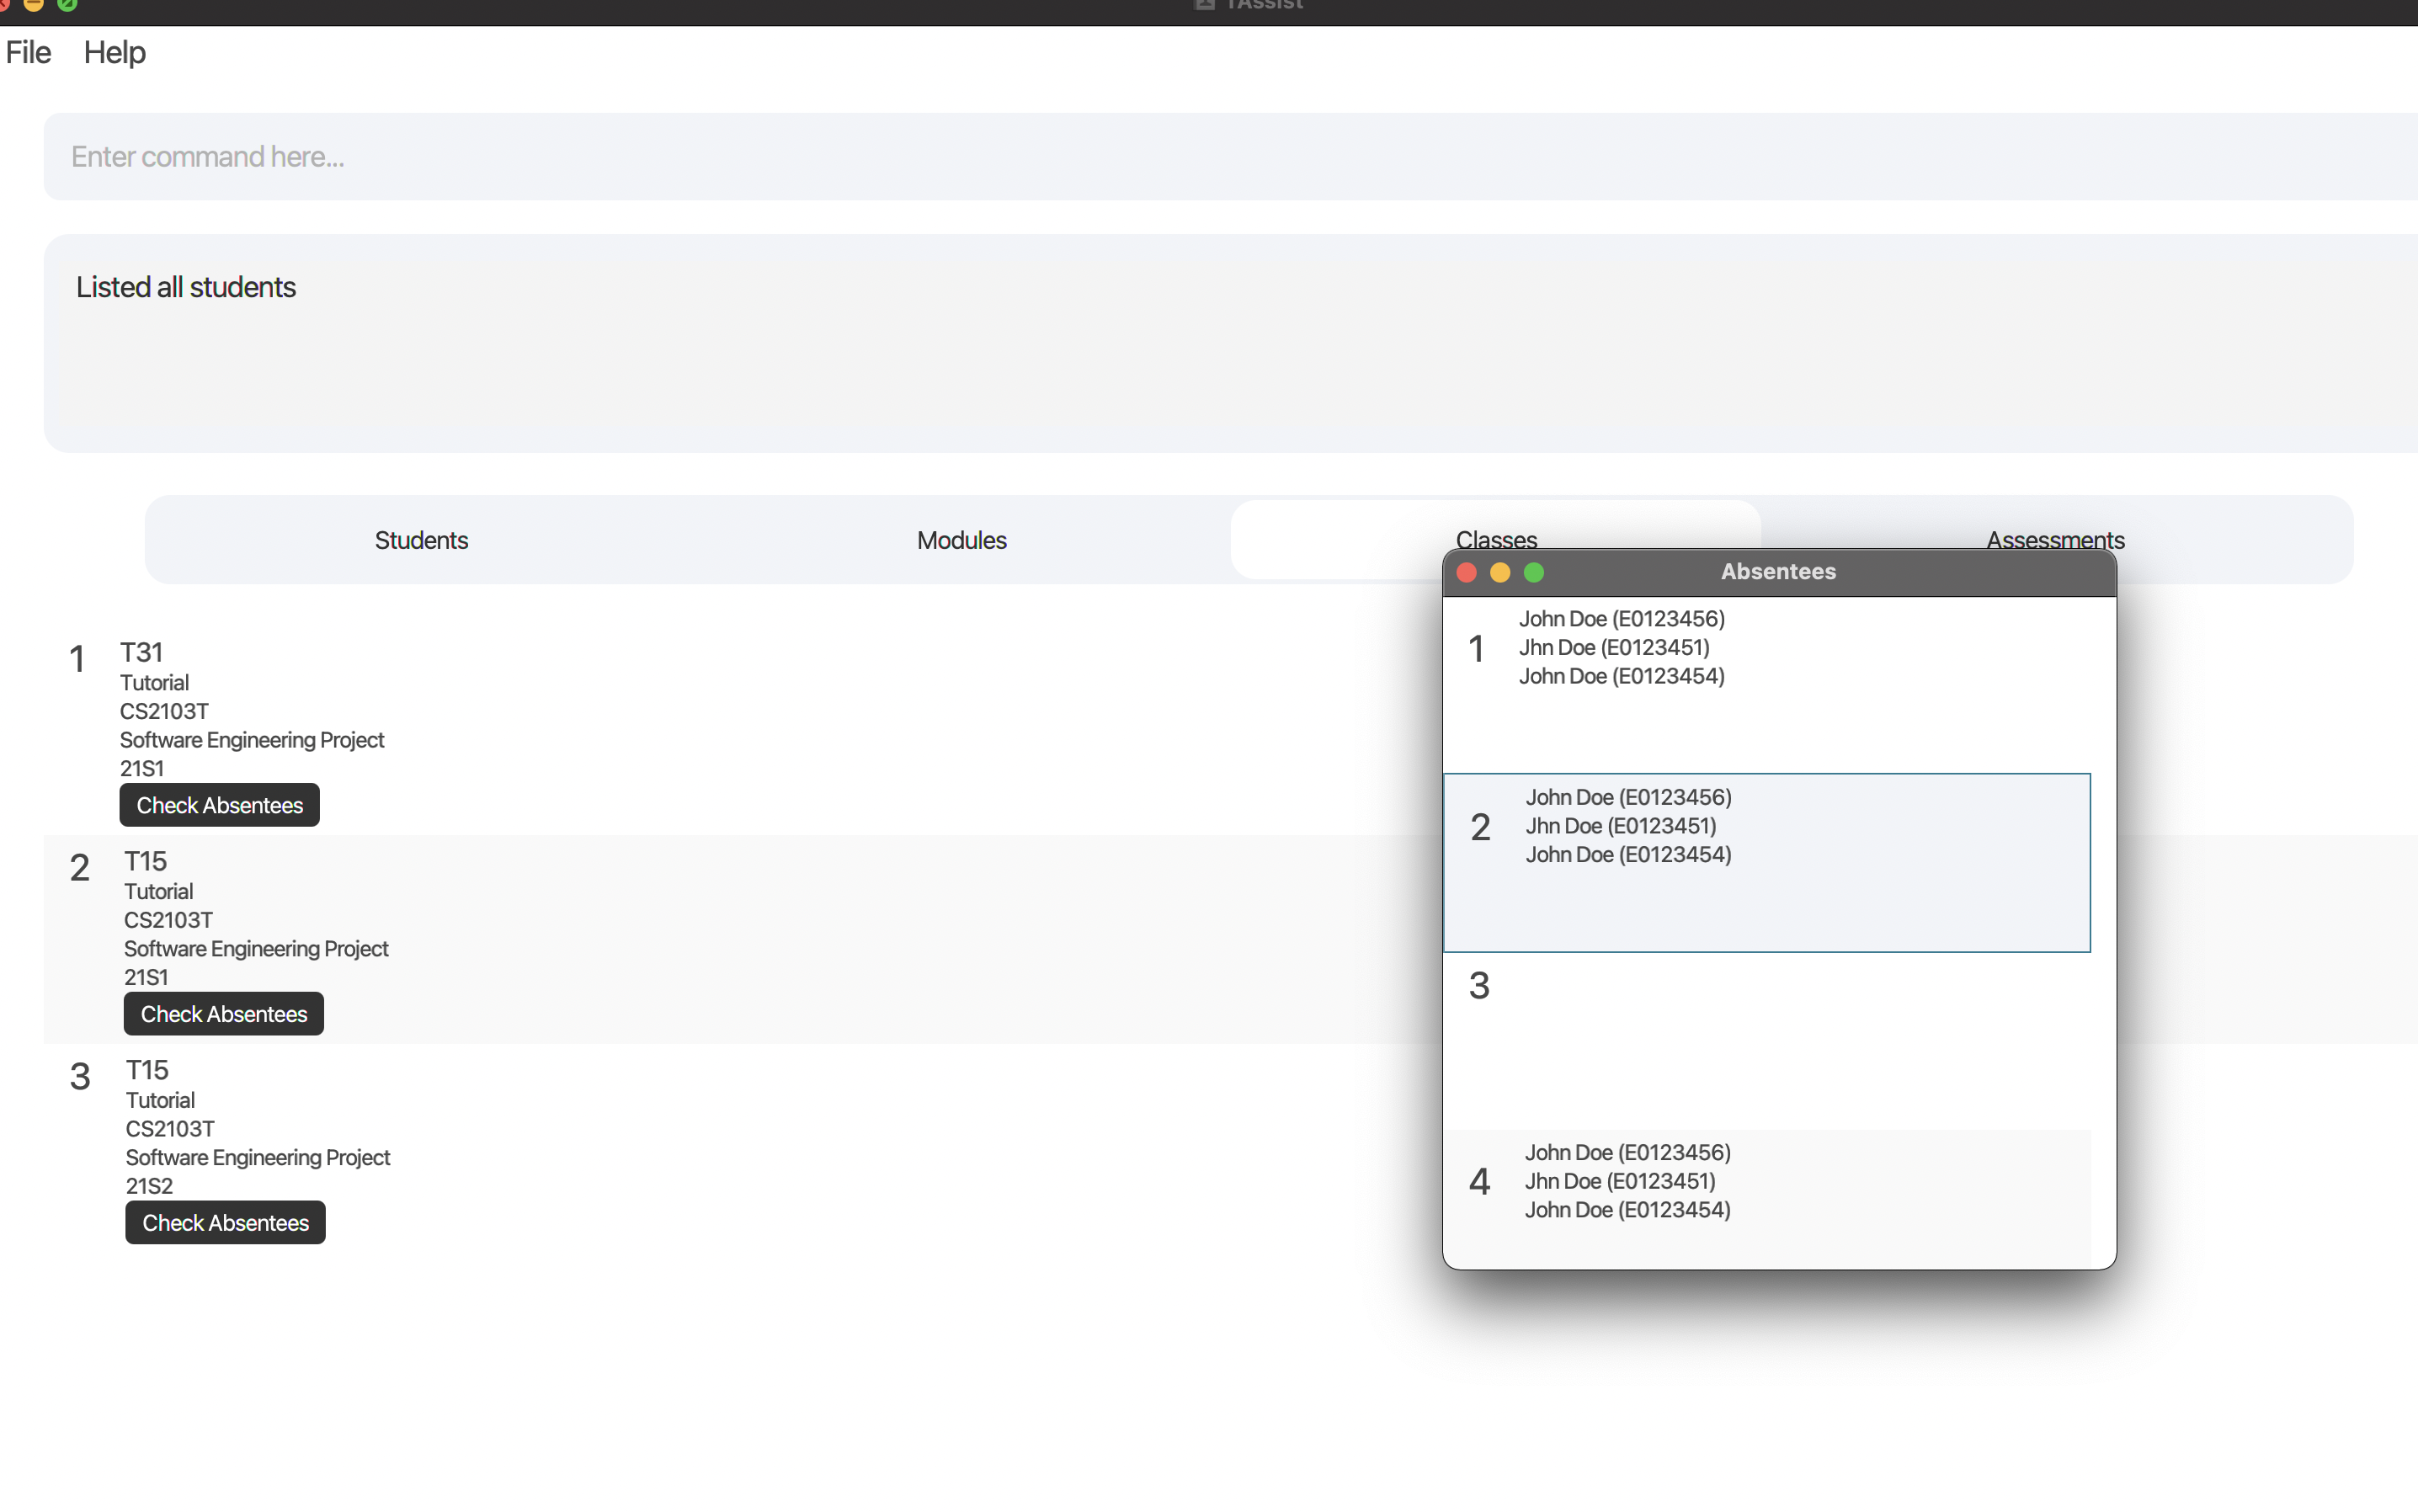 TAssist
File Help
Enter command here...
Listed all students
Students Modules Classes Assessments
1 T31
Tutorial
CS2103T
Software Engineering Project
21S1
Check Absentees
2 T15
Tutorial
CS2103T
Software Engineering Project
21S1
Check Absentees
3 T15
Tutorial
CS2103T
Software Engineering Project
21S2
Check Absentees
Absentees
1 John Doe (E0123456)
Jhn Doe (E0123451)
John Doe (E0123454)
2 John Doe (E0123456)
Jhn Doe (E0123451)
John Doe (E0123454)
3
4 John Doe (E0123456)
Jhn Doe (E0123451)
John Doe (E0123454)